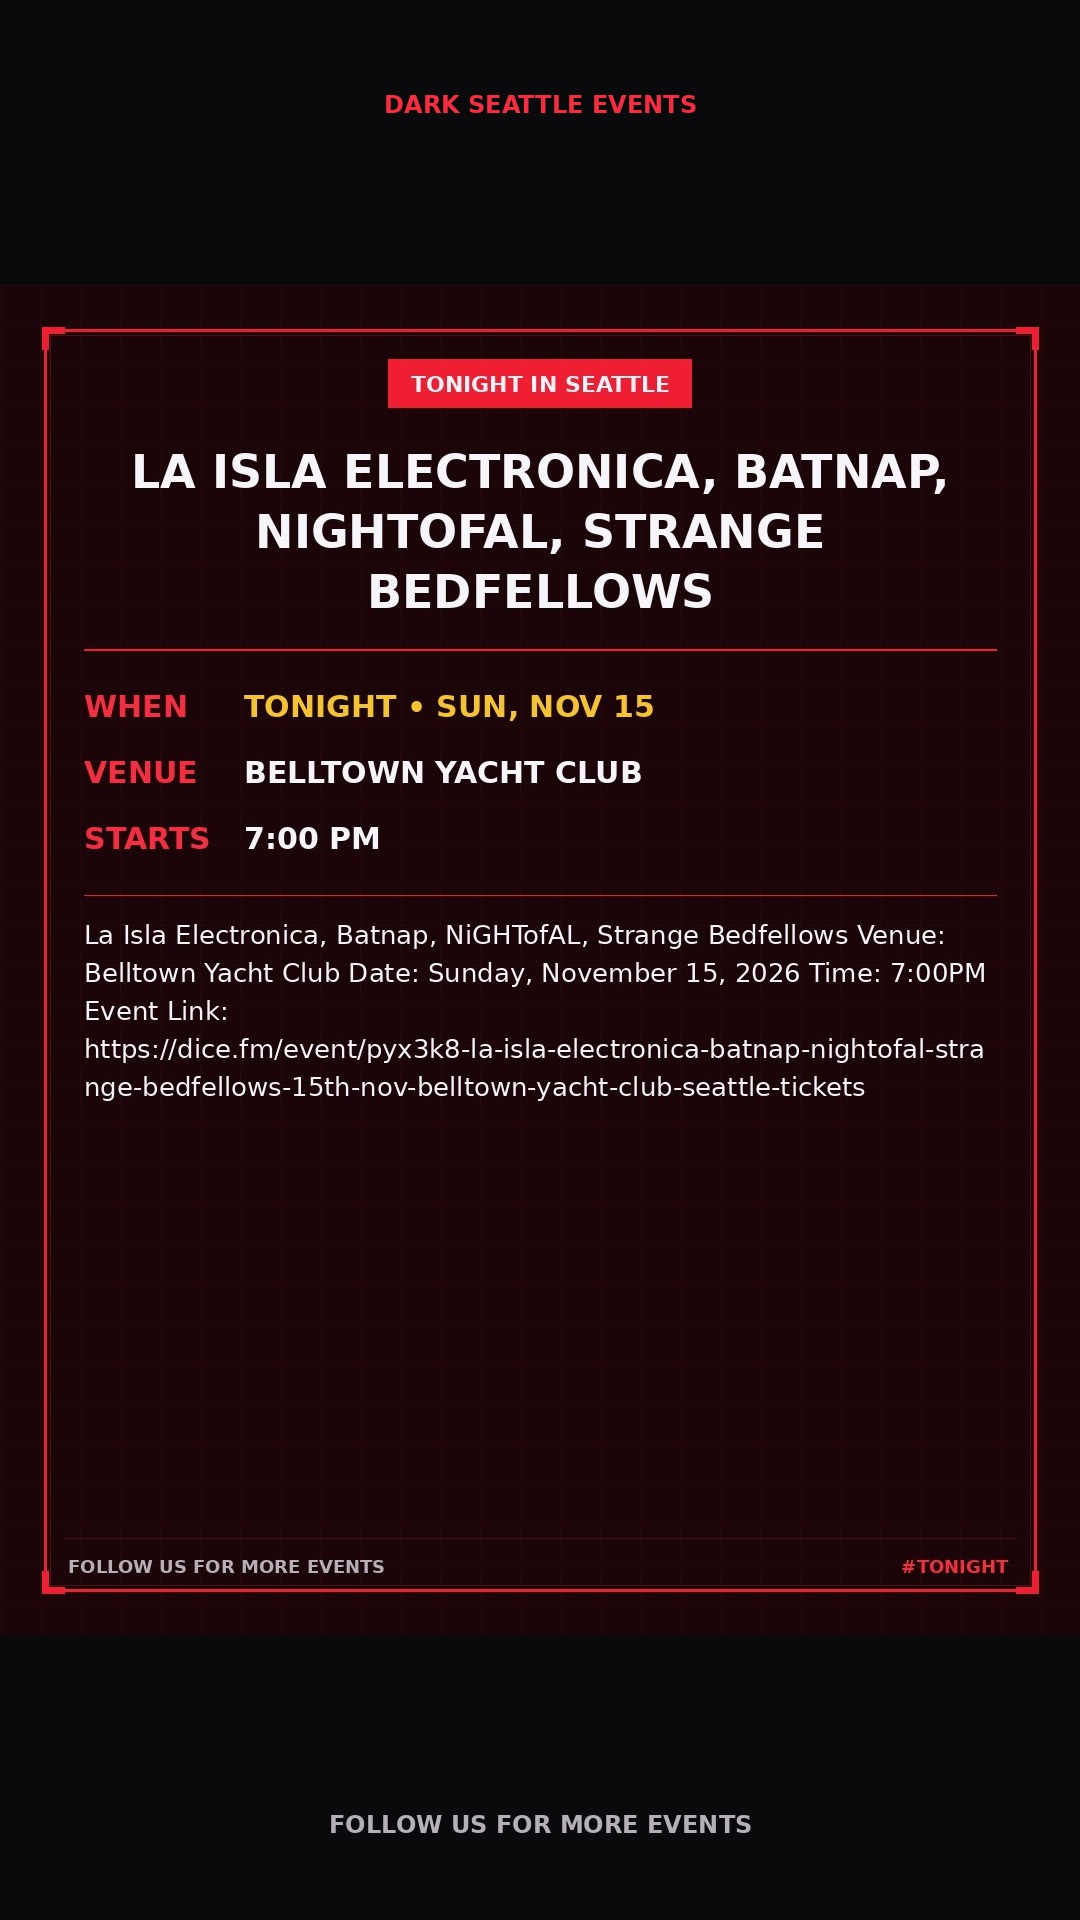 DARK SEATTLE EVENTS
TONIGHT IN SEATTLE
LA ISLA ELECTRONICA, BATNAP,
NIGHTOFAL, STRANGE
BEDFELLOWS
WHEN TONIGHT • SUN, NOV 15
VENUE BELLTOWN YACHT CLUB
STARTS 7:00 PM
La Isla Electronica, Batnap, NiGHTofAL, Strange Bedfellows Venue:
Belltown Yacht Club Date: Sunday, November 15, 2026 Time: 7:00PM
Event Link:
https://dice.fm/event/pyx3k8-la-isla-electronica-batnap-nightofal-stra
nge-bedfellows-15th-nov-belltown-yacht-club-seattle-tickets
FOLLOW US FOR MORE EVENTS #TONIGHT
FOLLOW US FOR MORE EVENTS